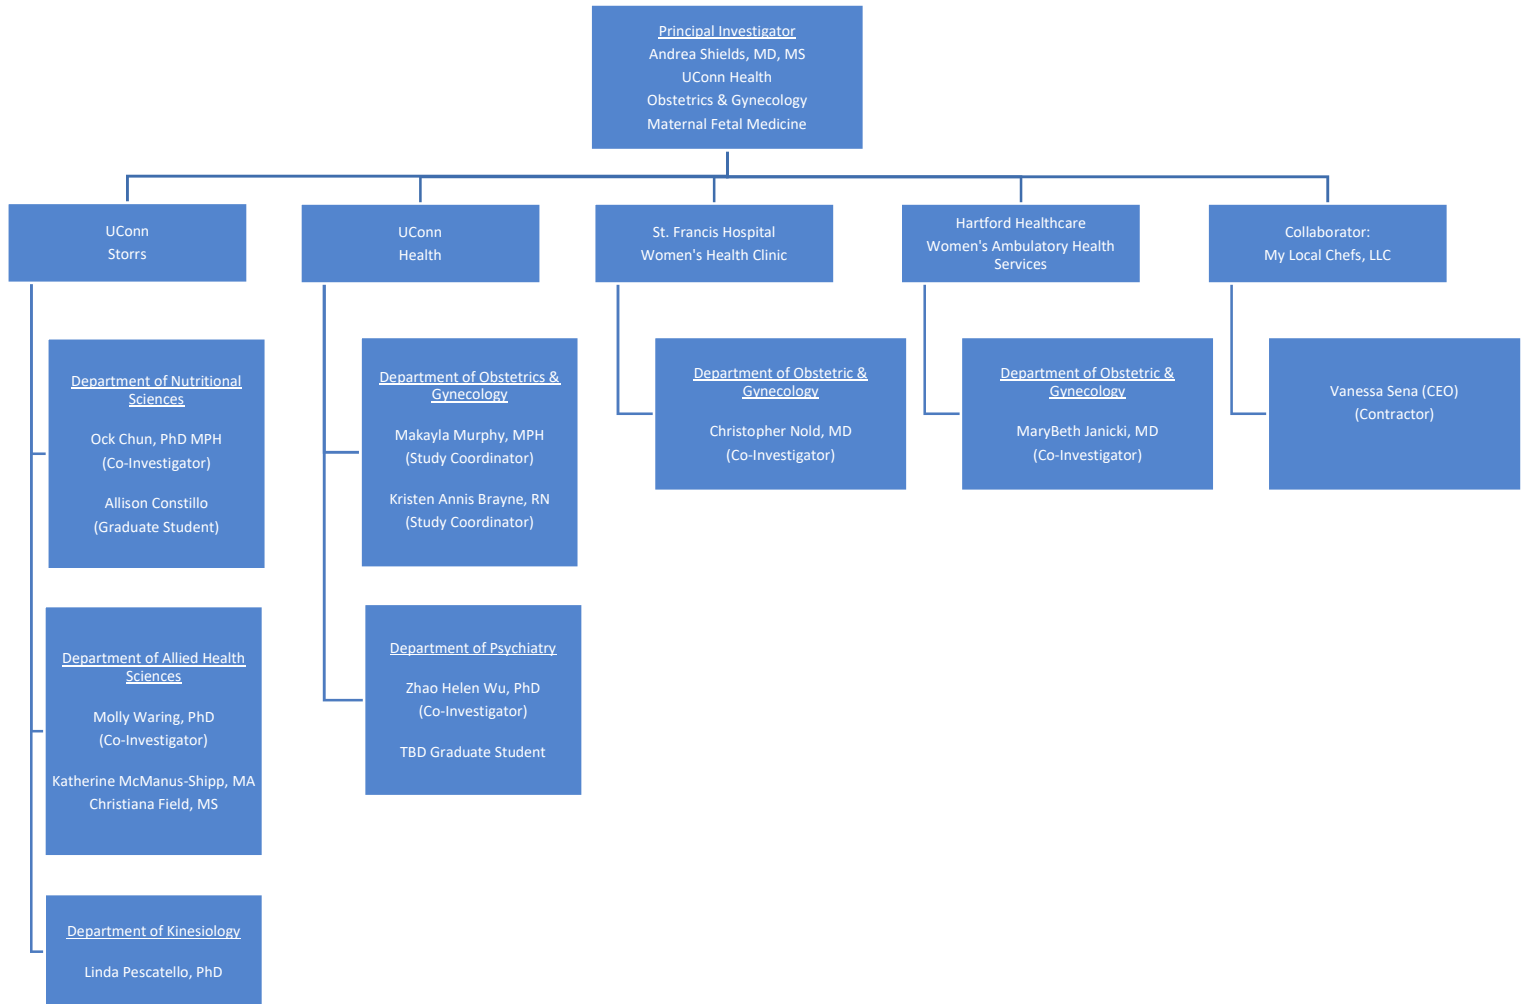 Principal Investigator
Andrea Shields, MD, MS
UConn Health
Obstetrics & Gynecology
Maternal Fetal Medicine
UConn
Storrs
UConn
Health
St. Francis Hospital
Women's Health Clinic
Hartford Healthcare
Women's Ambulatory Health
Services
Collaborator:
My Local Chefs, LLC
Department of Nutritional
Sciences
Ock Chun, PhD MPH
(Co-Investigator)
Allison Constillo
(Graduate Student)
Department of Obstetrics &
Gynecology
Makayla Murphy, MPH
(Study Coordinator)
Kristen Annis Brayne, RN
(Study Coordinator)
Department of Obstetric &
Gynecology
Christopher Nold, MD
(Co-Investigator)
Department of Obstetric &
Gynecology
MaryBeth Janicki, MD
(Co-Investigator)
Vanessa Sena (CEO)
(Contractor)
Department of Allied Health
Sciences
Molly Waring, PhD
(Co-Investigator)
Katherine McManus-Shipp, MA
Christiana Field, MS
Department of Psychiatry
Zhao Helen Wu, PhD
(Co-Investigator)
TBD Graduate Student
Department of Kinesiology
Linda Pescatello, PhD